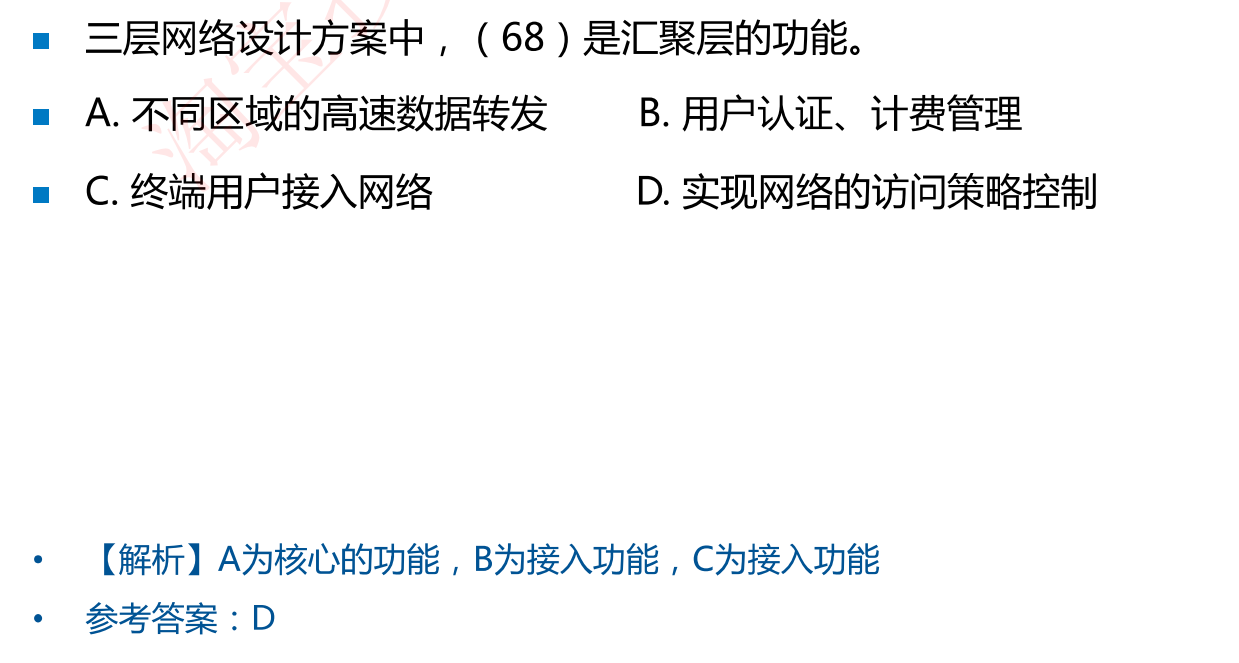 三层网络设计方案中，（68）是汇聚层的功能。
A. 不同区域的高速数据转发 B. 用户认证、计费管理
C. 终端用户接入网络 D. 实现网络的访问策略控制
【解析】A为核心的功能，B为接入功能，C为接入功能
参考答案：D
淘宝